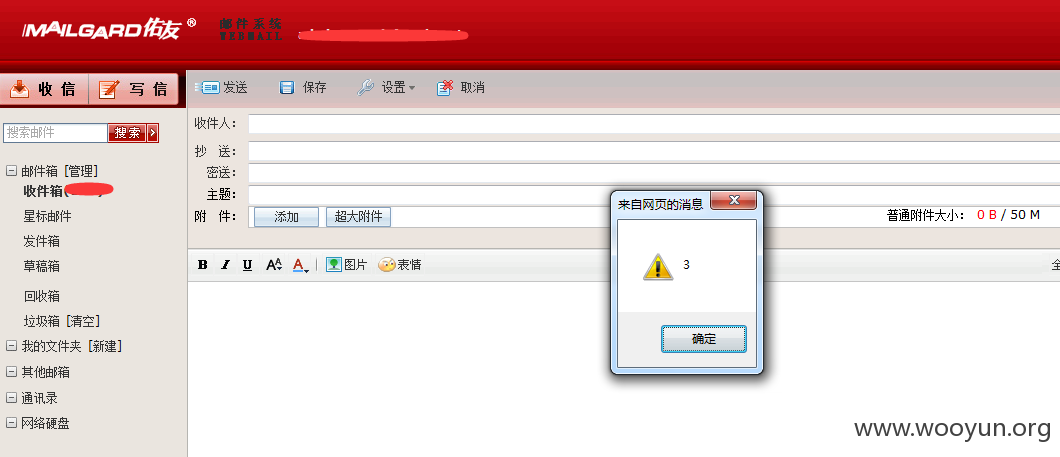 MAILGARD佑友®
邮件系统
WEBMAIL
收信 写信
发送 保存 设置 取消
搜索邮件 搜索
收件人：
抄 送：
密送：
主题：
附 件： 添加 超大附件
普通附件大小： 0 B / 50 M
邮件箱 [管理]
收件箱(
星标邮件
发件箱
草稿箱
回收箱
垃圾箱 [清空]
我的文件夹 [新建]
其他邮箱
通讯录
网络硬盘
B I U AA A 图片 表情
全
来自网页的消息
3
确定
www.wooyun.org